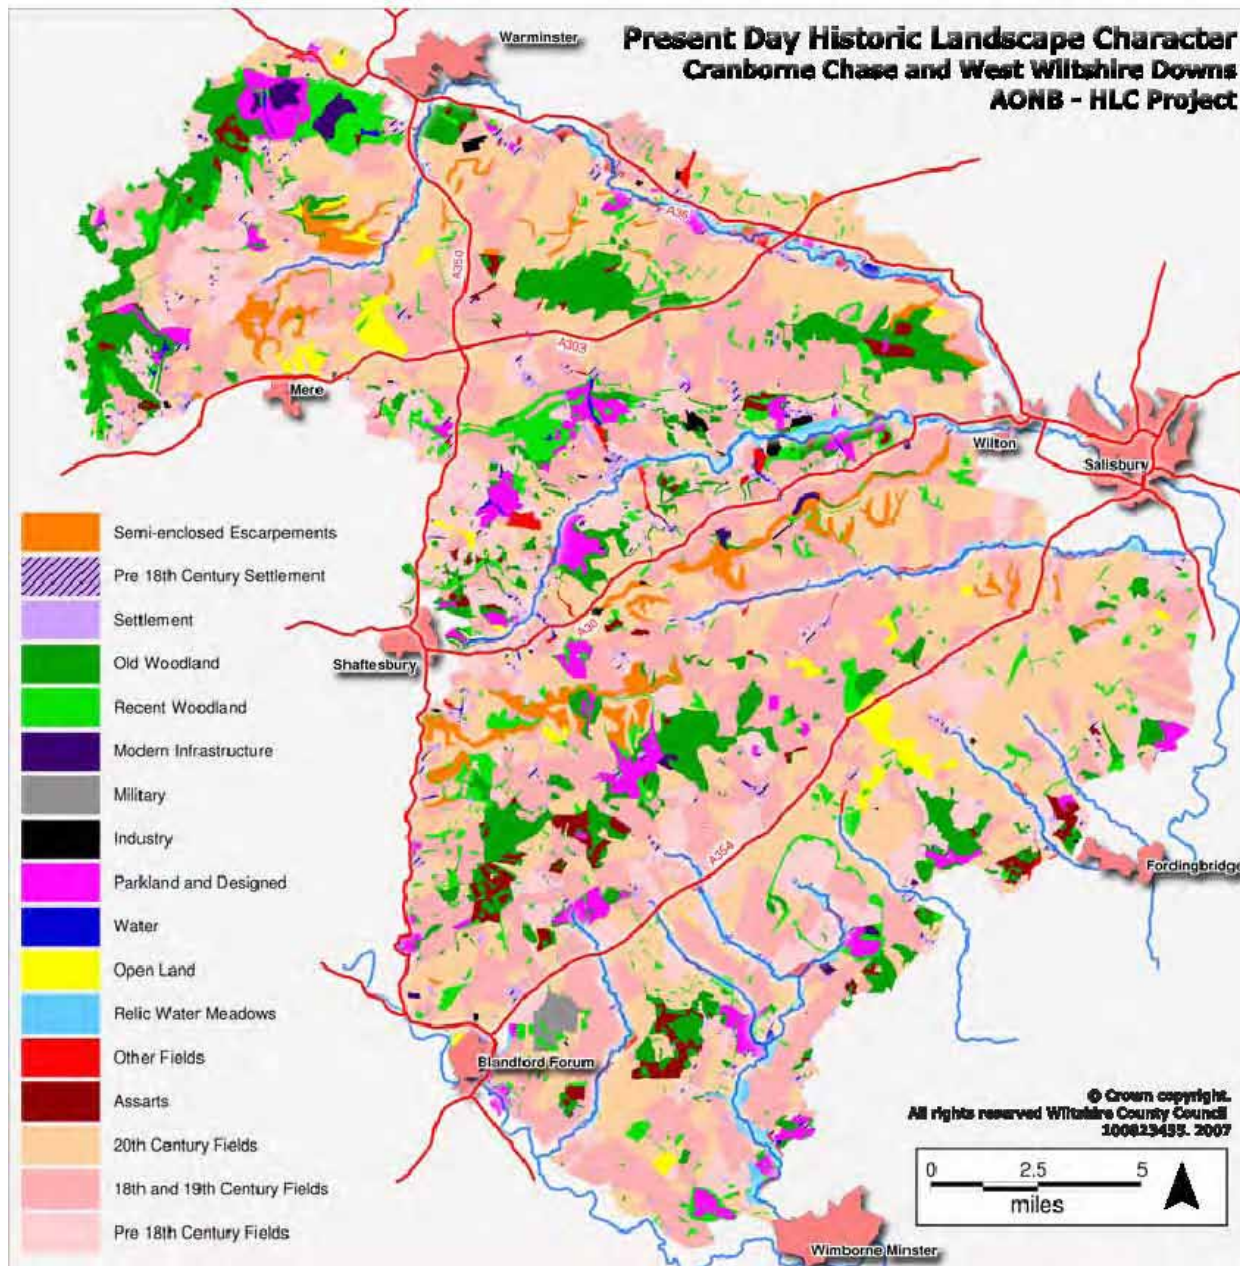 Present Day Historic Landscape Character
Cranborne Chase and West Wiltshire Downs
AONB - HLC Project
Warminster
A36
A350
A303
Mere
Wilton
Salisbury
Semi-enclosed Escarpements
Pre 18th Century Settlement
Settlement
Old Woodland
Recent Woodland
Modern Infrastructure
Military
Industry
Parkland and Designed
Water
Open Land
Relic Water Meadows
Other Fields
Assarts
20th Century Fields
18th and 19th Century Fields
Pre 18th Century Fields
A30
Shaftesbury
A354
Fordingbridge
Blandford Forum
Wimborne Minster
© Crown copyright.
All rights reserved Wiltshire County Council
100023455. 2007
0 2.5 5
miles